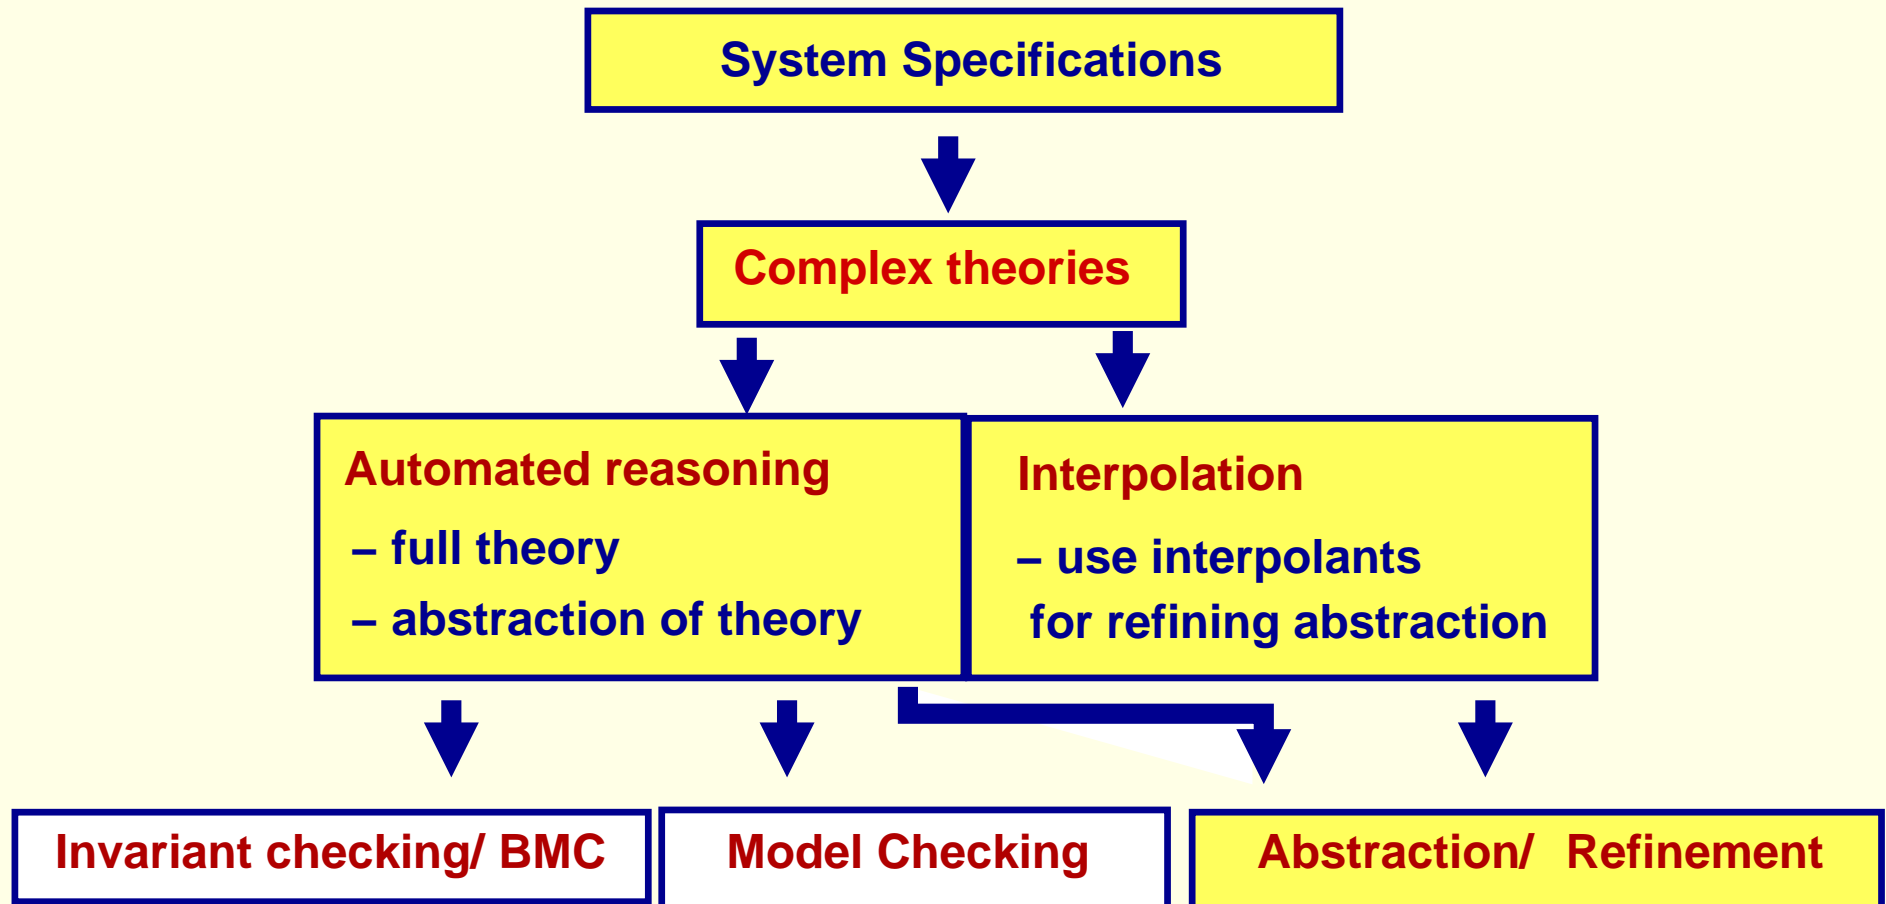 System Specifications
Complex theories
Automated reasoning
– full theory
– abstraction of theory
Interpolation
– use interpolants
for refining abstraction
Invariant checking/ BMC
Model Checking
Abstraction/ Refinement